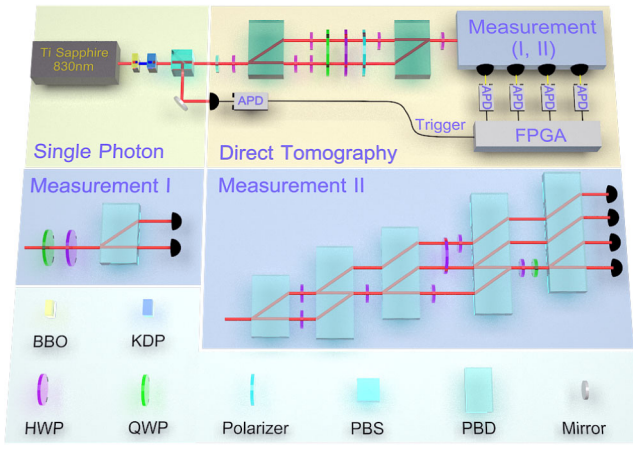 Ti Sapphire
830nm
Measurement
(I, II)
APD
APD
APD
APD
APD
Trigger
FPGA
Single Photon
Direct Tomography
Measurement I
Measurement II
BBO
KDP
HWP
QWP
Polarizer
PBS
PBD
Mirror